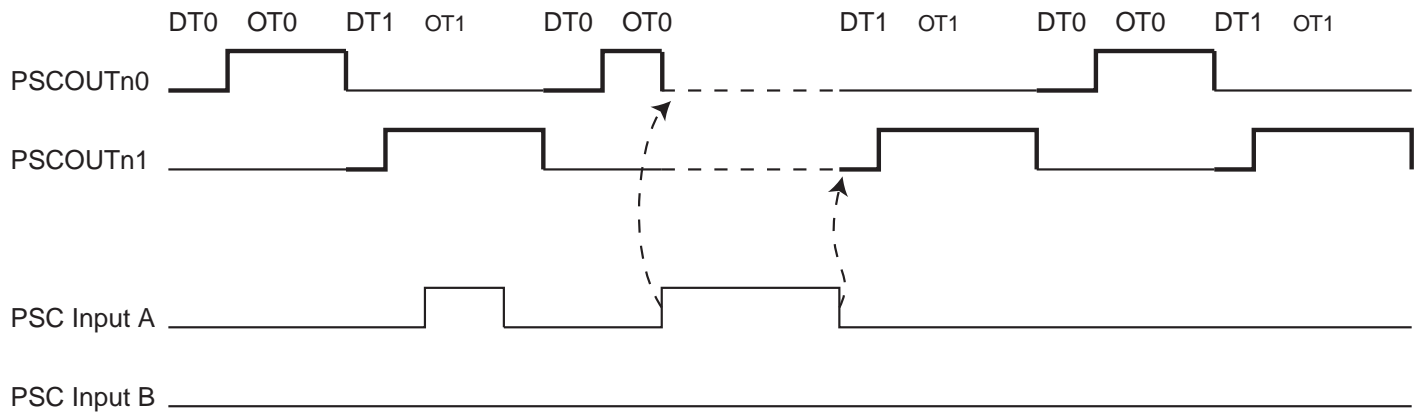 DT0 OT0 DT1 OT1 DT0 OT0 DT1 OT1 DT0 OT0 DT1 OT1
PSCOUTn0
PSCOUTn1
PSC Input A
PSC Input B